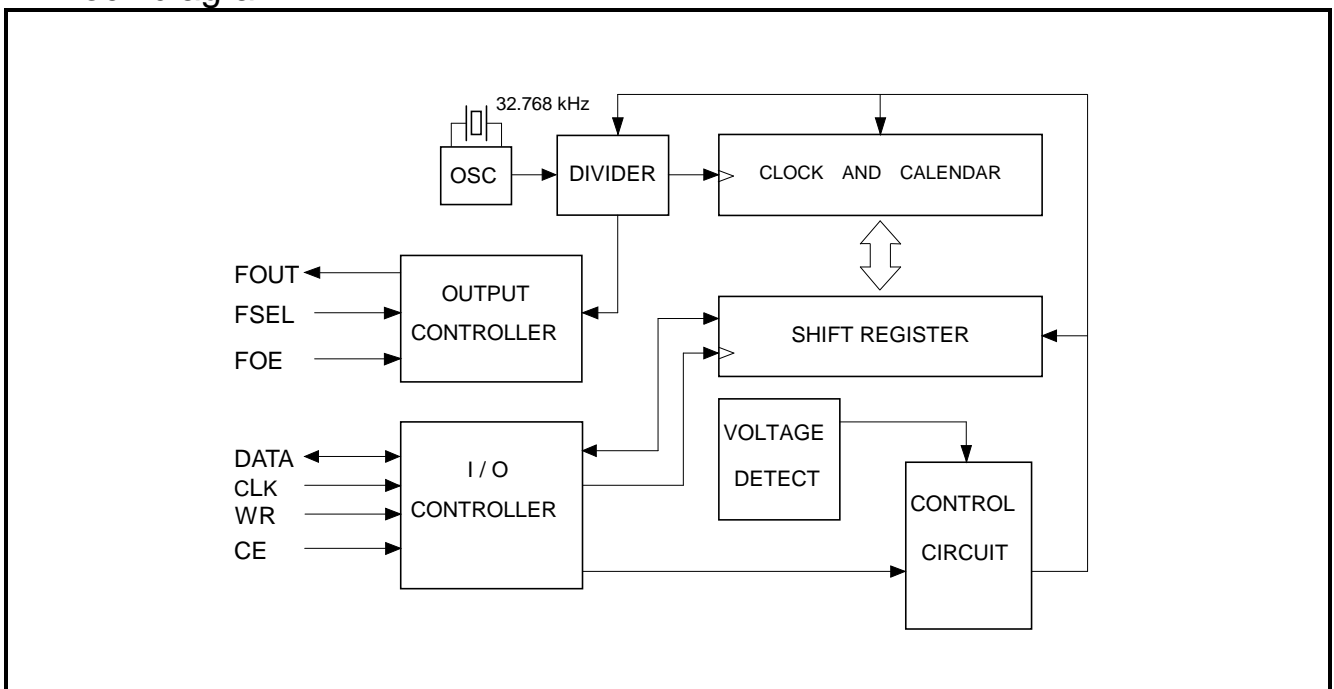 32.768 kHz
OSC
DIVIDER
CLOCK AND CALENDAR
FOUT
FSEL
FOE
OUTPUT
CONTROLLER
SHIFT REGISTER
DATA
CLK
WR
CE
I / O
CONTROLLER
VOLTAGE
DETECT
CONTROL
CIRCUIT